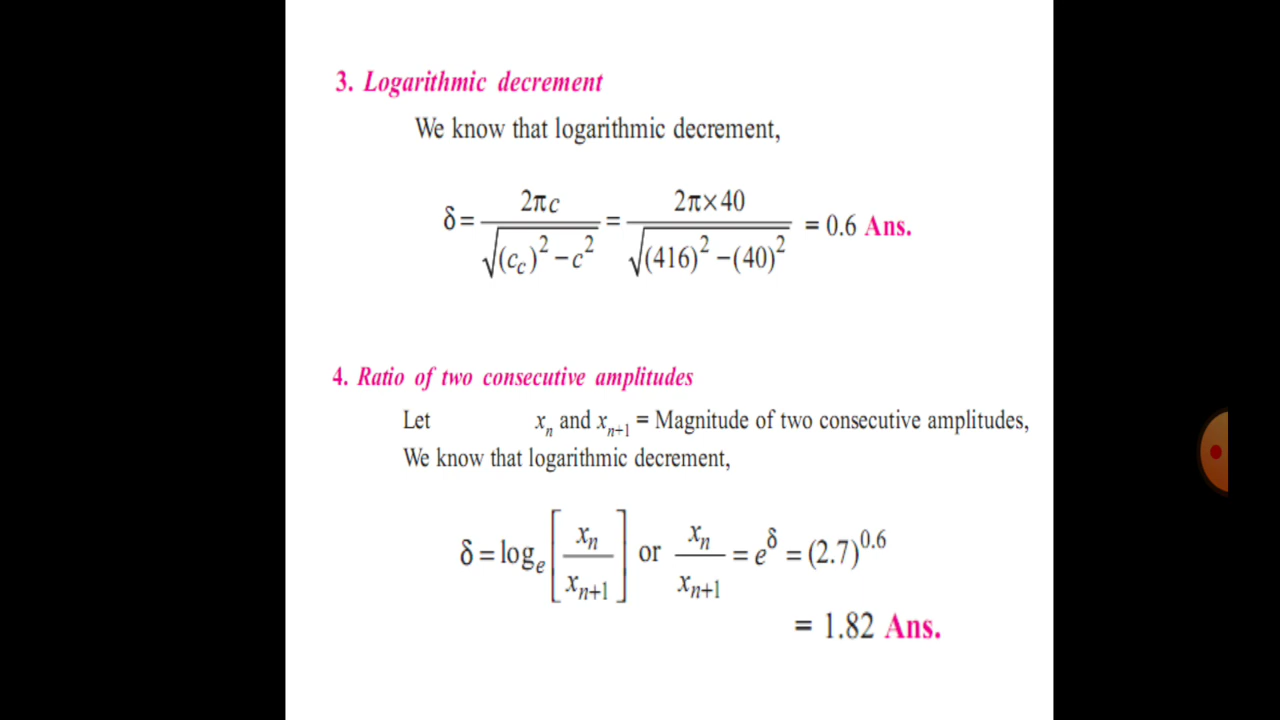 3. Logarithmic decrement
We know that logarithmic decrement,
δ = 2πc / √((c_c)² − c²) = 2π×40 / √((416)² − (40)²) = 0.6 Ans.
4. Ratio of two consecutive amplitudes
Let x_n and x_{n+1} = Magnitude of two consecutive amplitudes,
We know that logarithmic decrement,
δ = log_e [x_n / x_{n+1}] or x_n / x_{n+1} = e^δ = (2.7)^0.6
= 1.82 Ans.